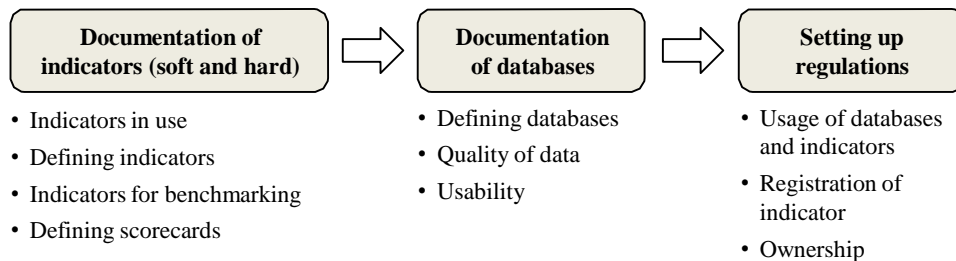 Documentation of
indicators (soft and hard)
• Indicators in use
• Defining indicators
• Indicators for benchmarking
• Defining scorecards
Documentation
of databases
• Defining databases
• Quality of data
• Usability
Setting up
regulations
• Usage of databases
and indicators
• Registration of
indicator
• Ownership